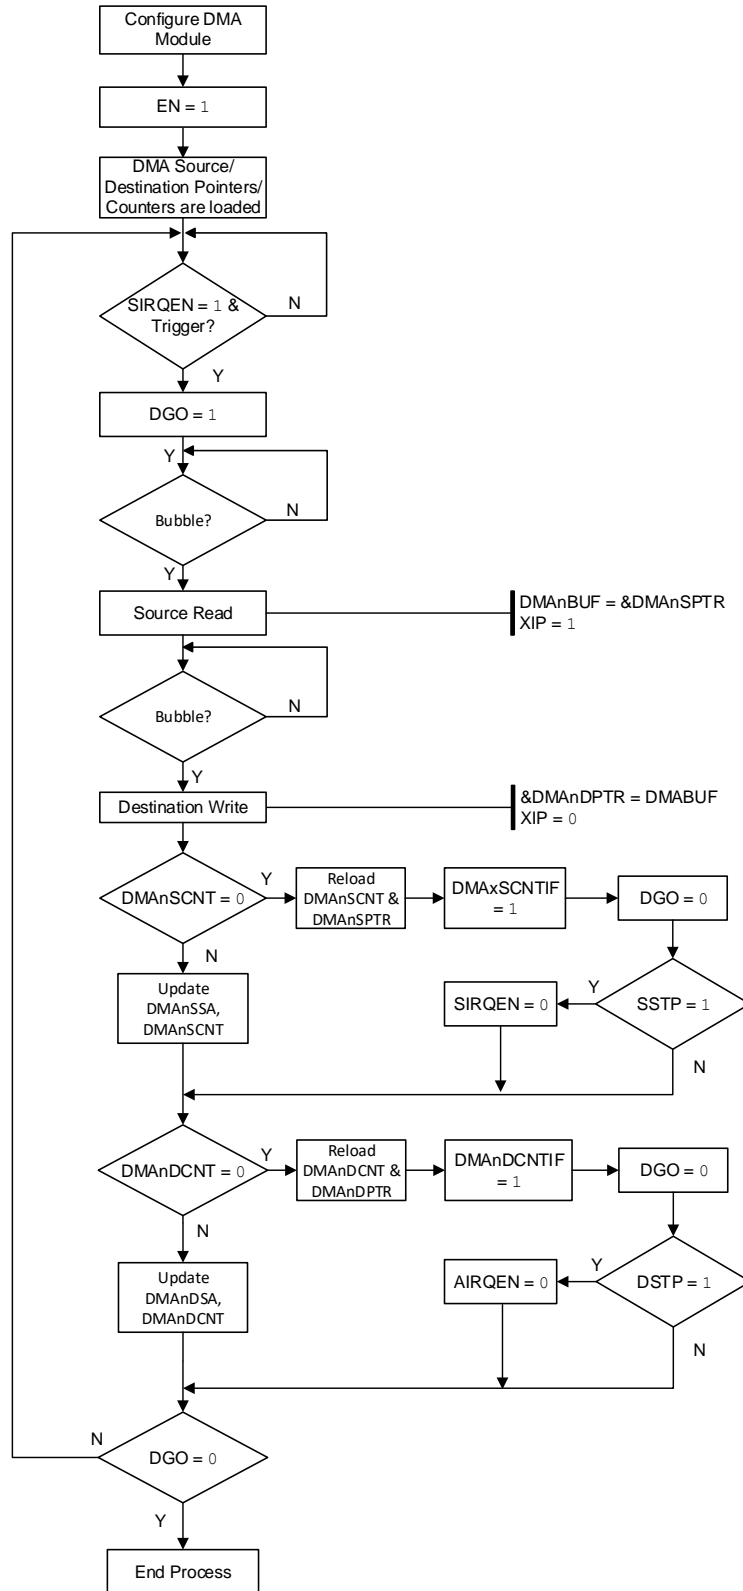 Configure DMA
Module
EN = 1
DMA Source/
Destination Pointers/
Counters are loaded
SIRQEN = 1 &
Trigger?
N
Y
DGO = 1
Y
Bubble?
N
Y
Source Read
DMAnBUF = &DMAnSPTR
XIP = 1
Bubble?
N
Y
Destination Write
&DMAnDPTR = DMABUF
XIP = 0
DMAnSCNT = 0
Y
Reload
DMAnSCNT &
DMAnSPTR
DMAxSCNTIF
= 1
DGO = 0
N
Update
DMAnSSA,
DMAnSCNT
SIRQEN = 0
Y
SSTP = 1
N
DMAnDCNT = 0
Y
Reload
DMAnDCNT &
DMAnDPTR
DMAnDCNTIF
= 1
DGO = 0
N
Update
DMAnDSA,
DMAnDCNT
AIRQEN = 0
Y
DSTP = 1
N
N
DGO = 0
Y
End Process